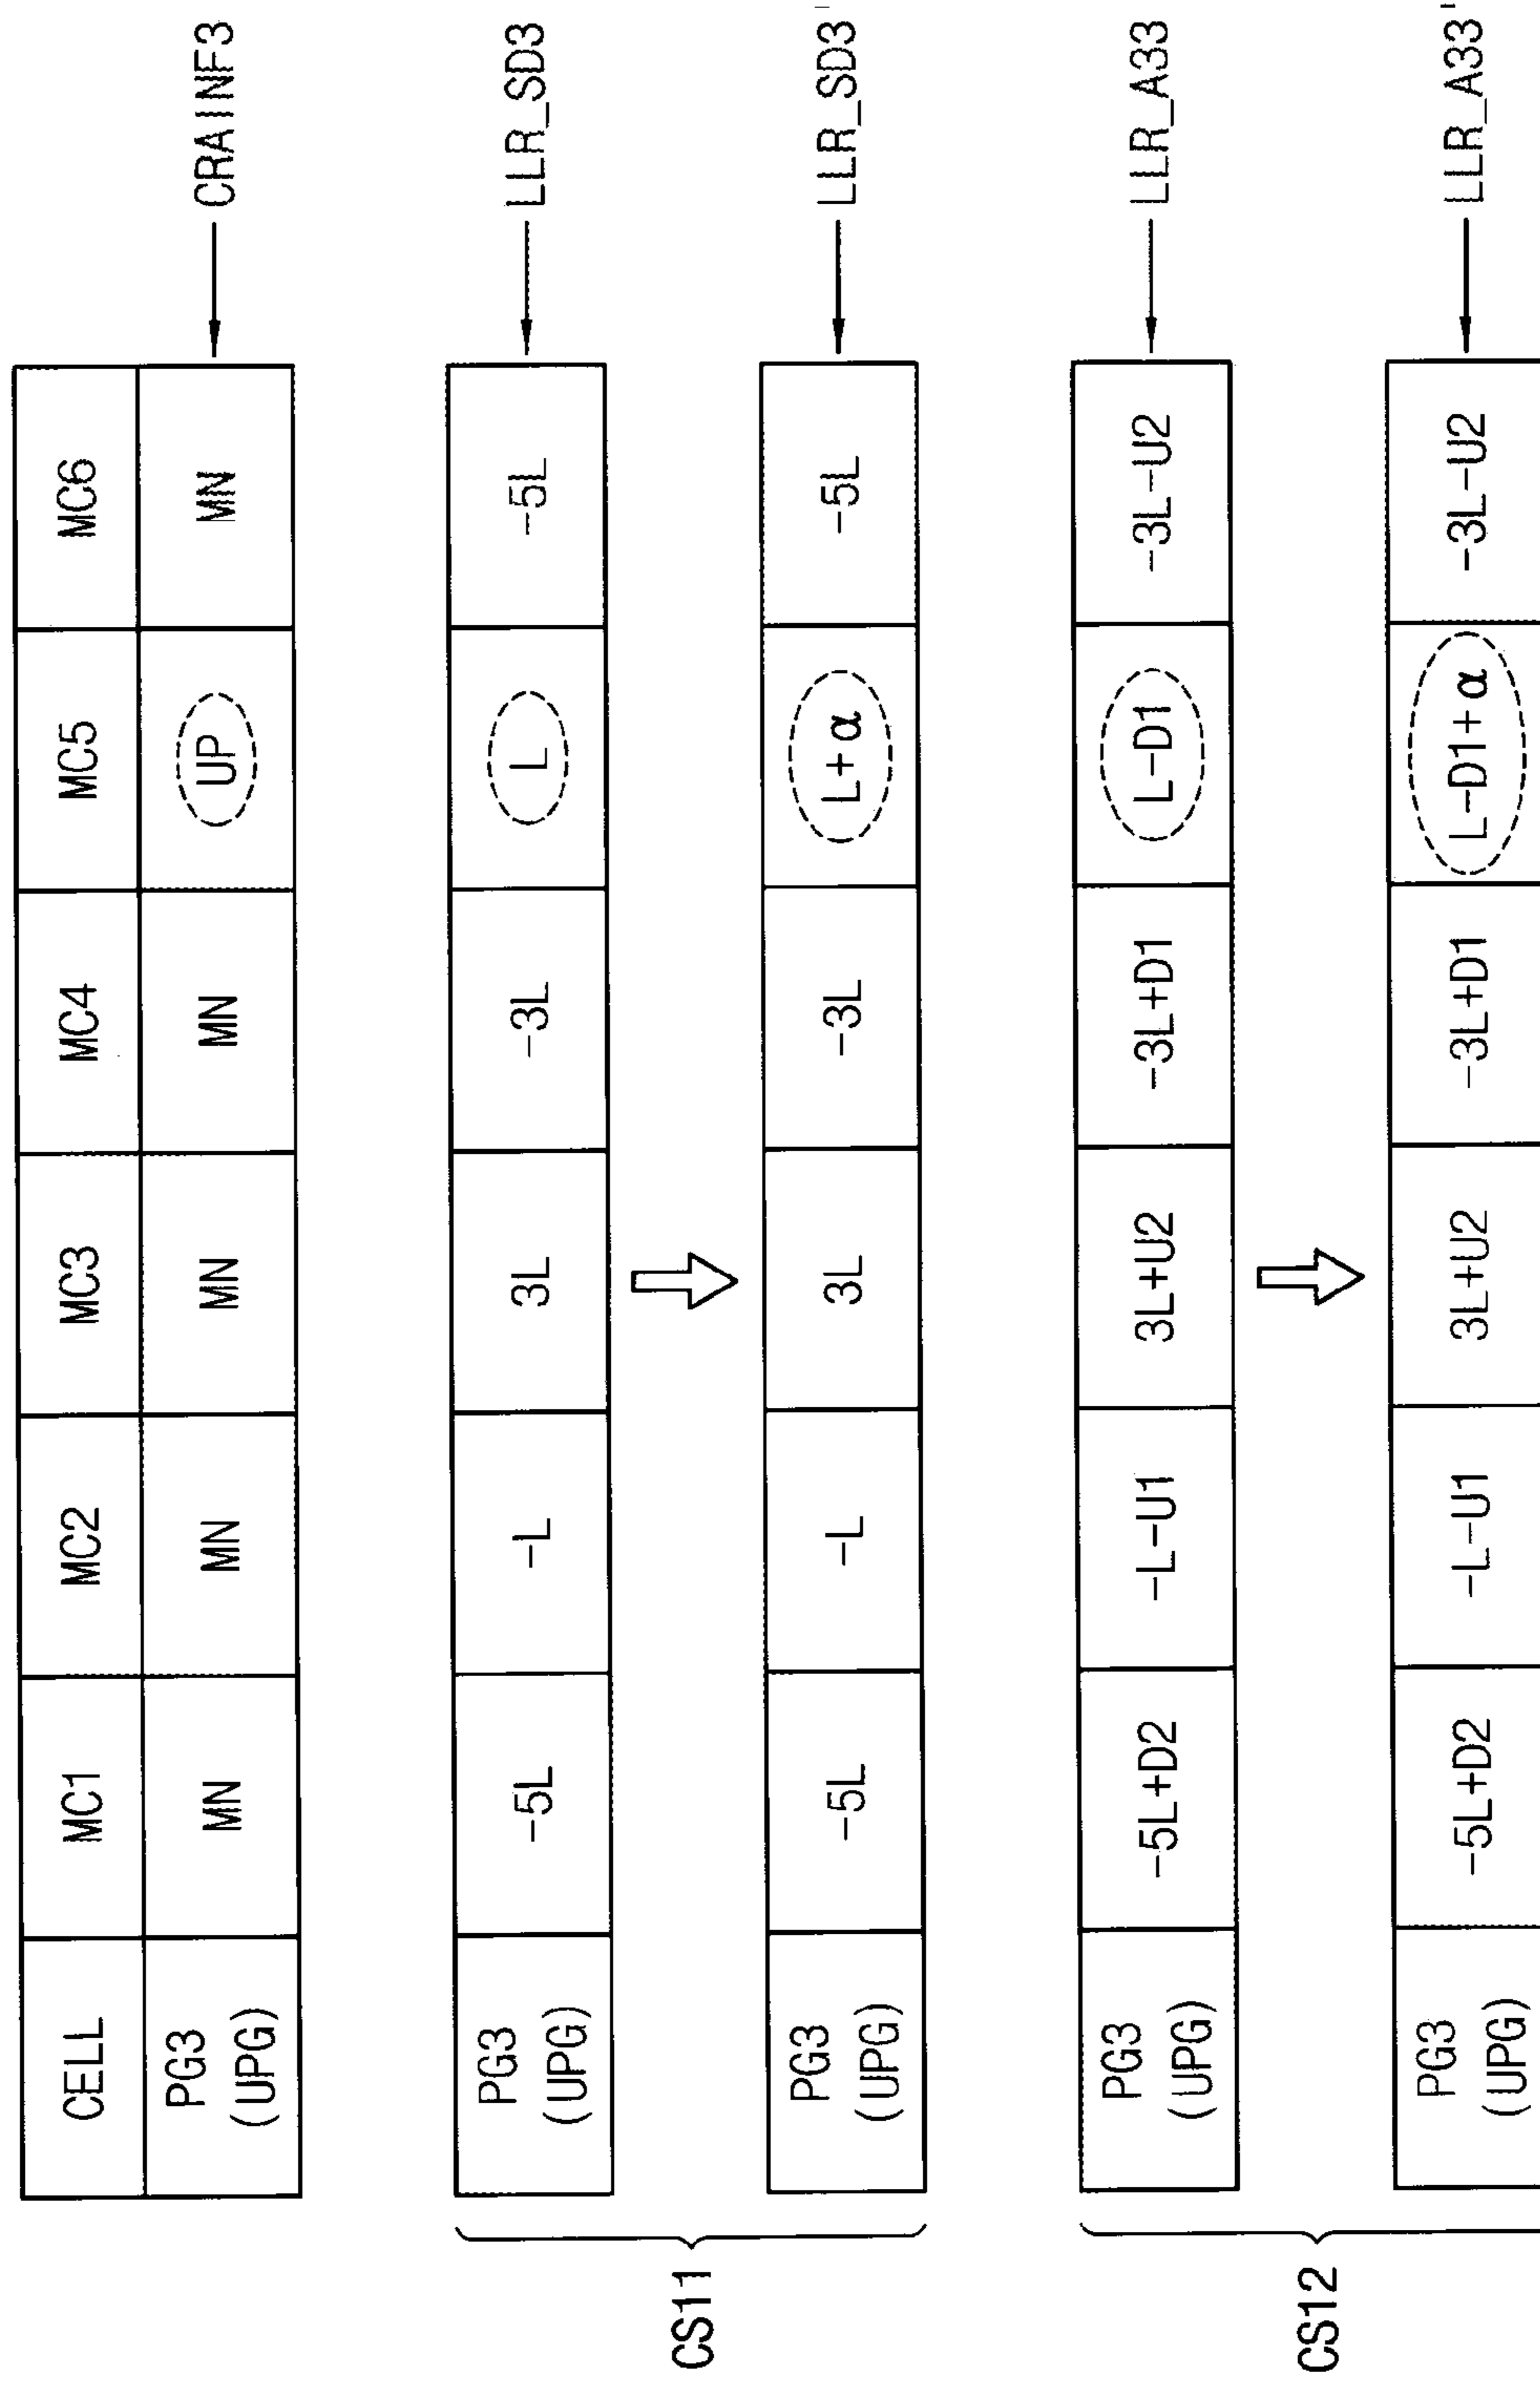 CELL MC1 MC2 MC3 MC4 MC5 MC6
PG3 (UPG) MN MN MN MN UP MN CRAINF3
CS11
PG3 (UPG) -5L -L 3L -3L L -5L LLR_SD3
PG3 (UPG) -5L -L 3L -3L L+α -5L LLR_SD3'
CS12
PG3 (UPG) -5L+D2 -L-U1 3L+U2 -3L+D1 L-D1 -3L-U2 LLR_A33
PG3 (UPG) -5L+D2 -L-U1 3L+U2 -3L+D1 L-D1+α -3L-U2 LLR_A33'